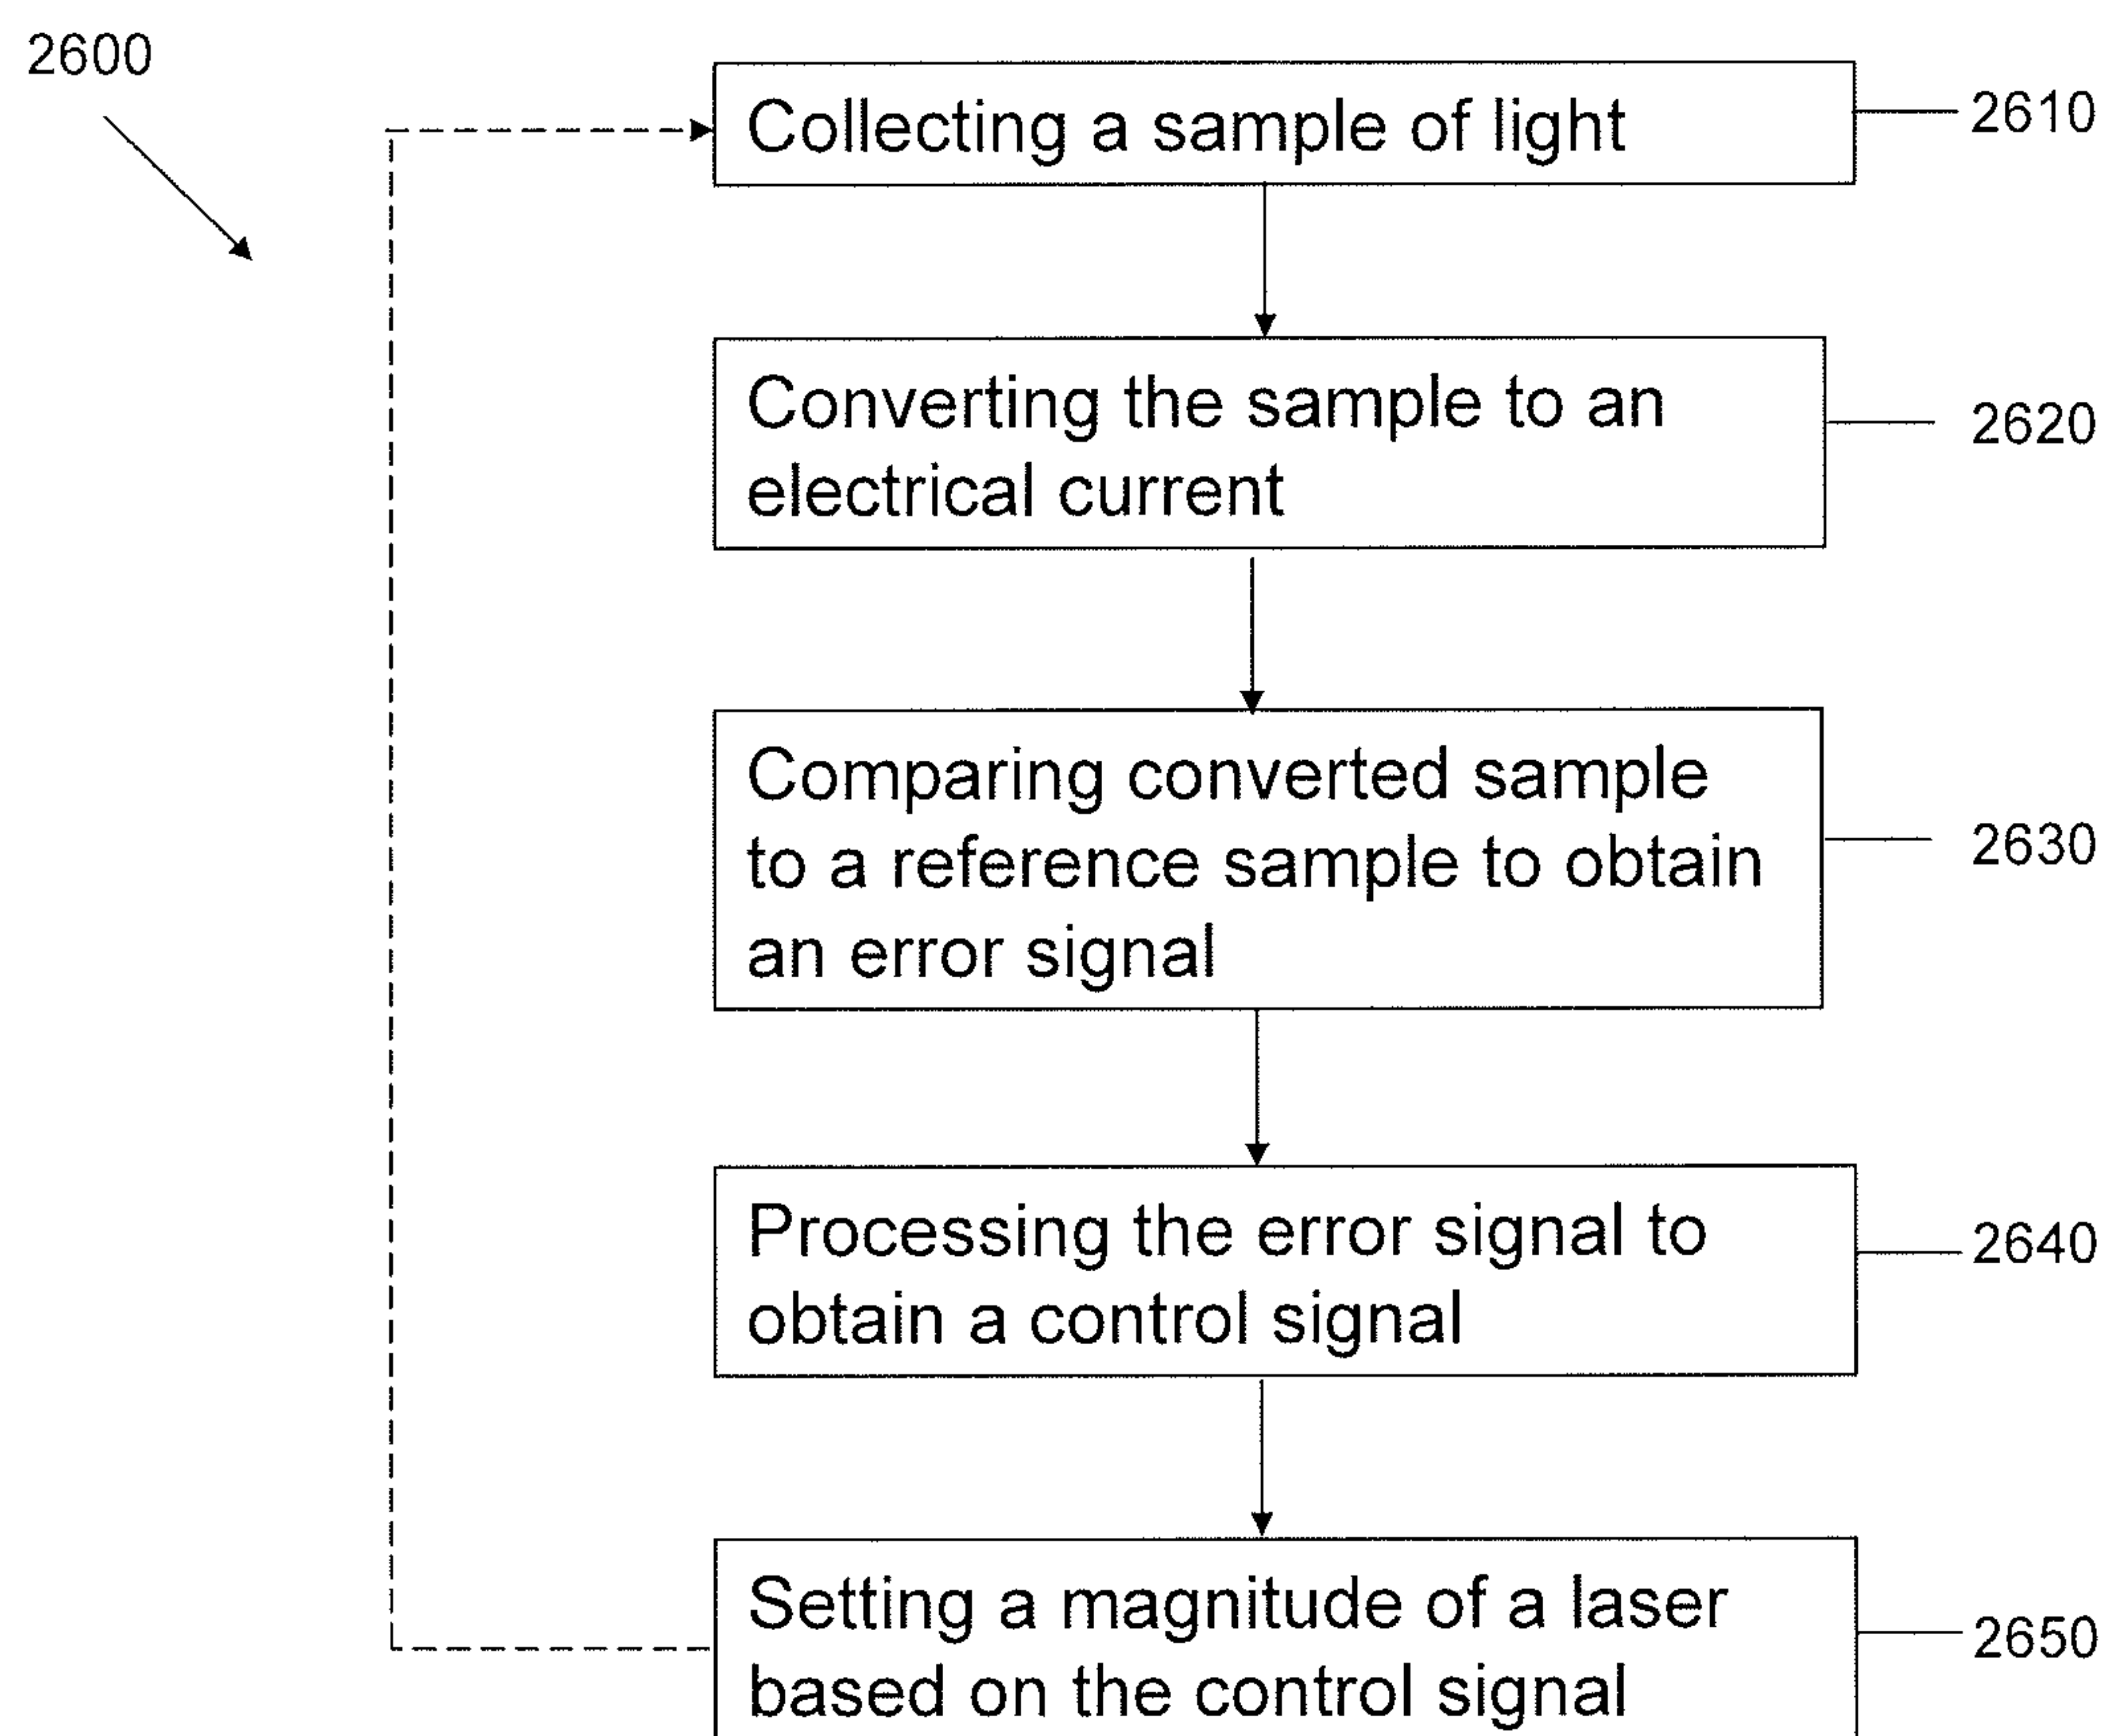 2600
Collecting a sample of light
2610
Converting the sample to an
electrical current
2620
Comparing converted sample
to a reference sample to obtain
an error signal
2630
Processing the error signal to
obtain a control signal
2640
Setting a magnitude of a laser
based on the control signal
2650